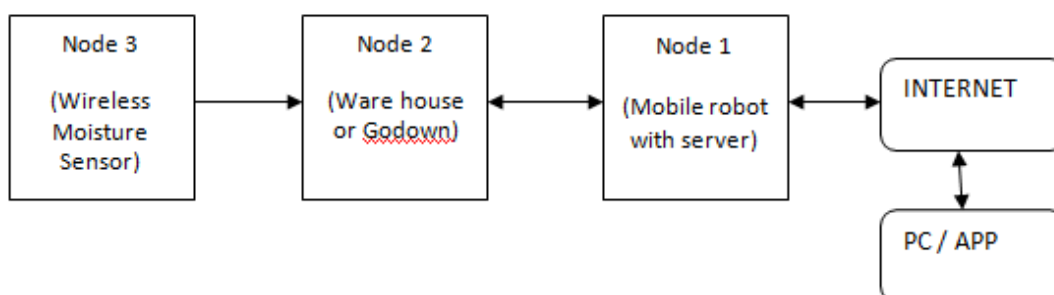 Node 3
(Wireless
Moisture
Sensor)
Node 2
(Ware house
or Godown)
Node 1
(Mobile robot
with server)
INTERNET
PC / APP